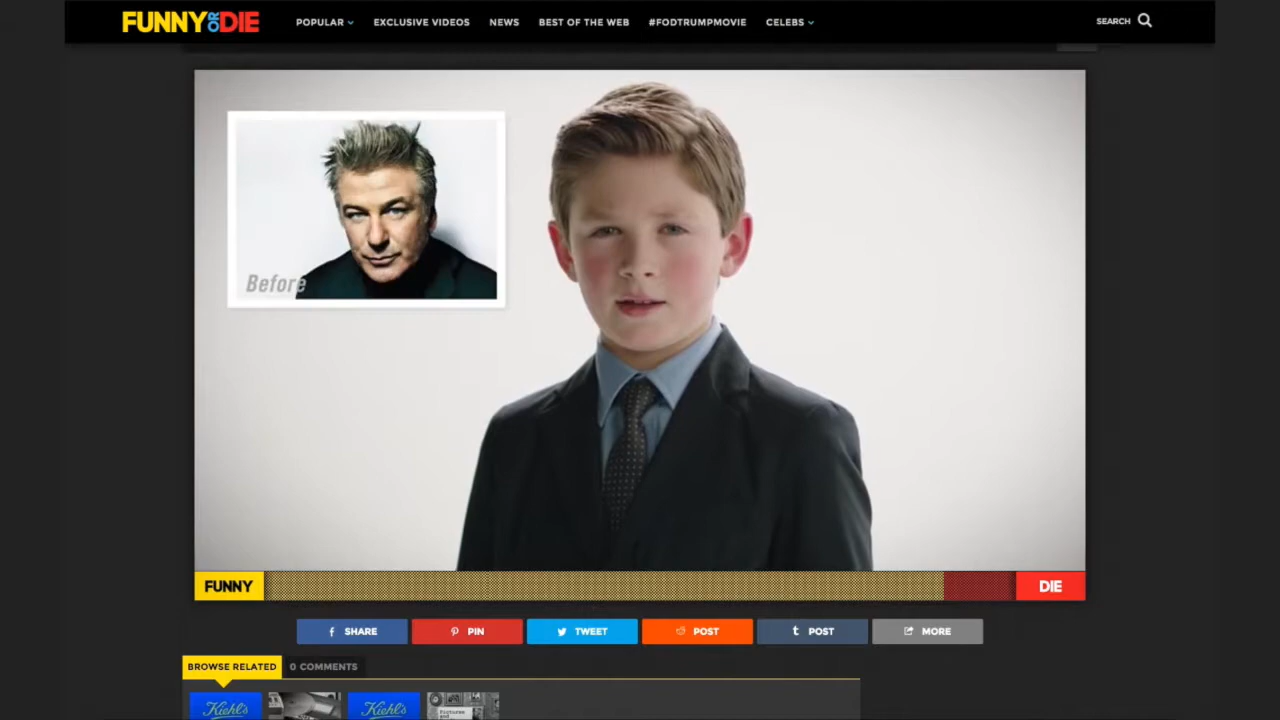 FUNNY OR DIE
POPULAR
EXCLUSIVE VIDEOS
NEWS
BEST OF THE WEB
#FODTRUMPMOVIE
CELEBS
SEARCH
Before
FUNNY
DIE
SHARE
PIN
TWEET
POST
POST
MORE
BROWSE RELATED
0 COMMENTS
Kiehl's
Kiehl's
Pictures